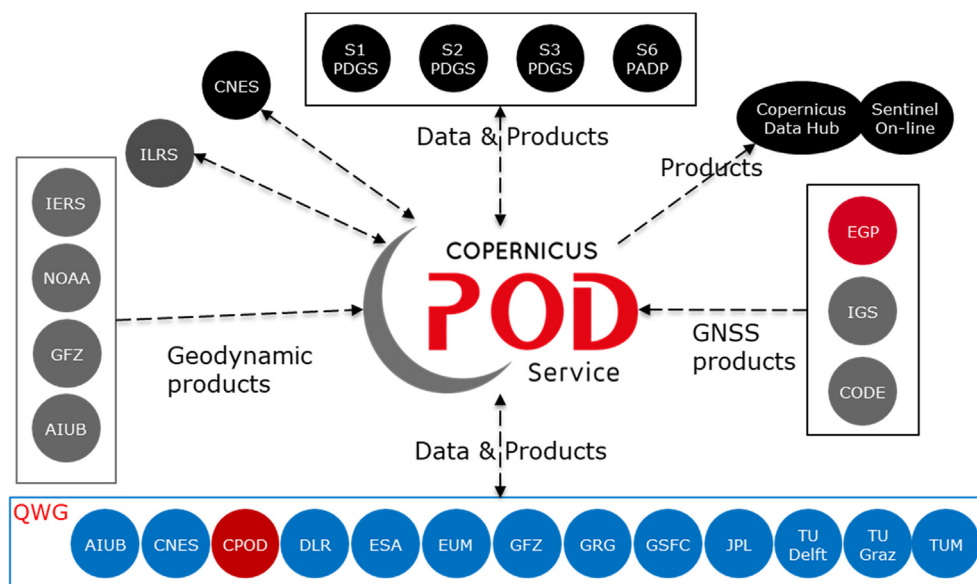 S1
PDGS
S2
PDGS
S3
PDGS
S6
PADP
CNES
Copernicus
Data Hub
Sentinel
On-line
Data & Products
Products
ILRS
IERS
NOAA
GFZ
AIUB
Geodynamic
products
COPERNICUS
POD
Service
GNSS
products
EGP
IGS
CODE
Data & Products
QWG
AIUB
CNES
CPOD
DLR
ESA
EUM
GFZ
GRG
GSFC
JPL
TU
Delft
TU
Graz
TUM